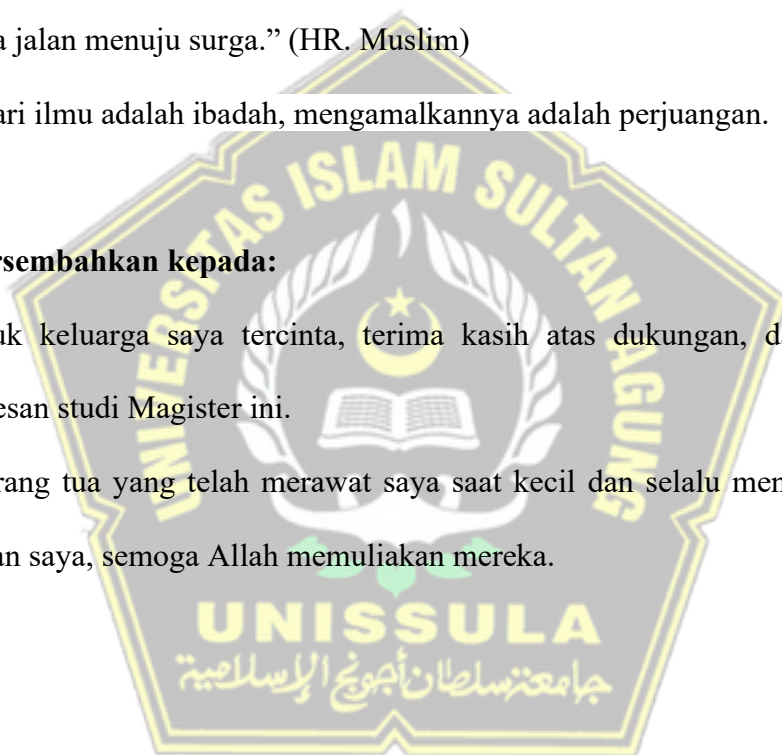 a jalan menuju surga.” (HR. Muslim)
ari ilmu adalah ibadah, mengamalkannya adalah perjuangan.
rsembahkan kepada:
uk keluarga saya tercinta, terima kasih atas dukungan, da
esan studi Magister ini.
rang tua yang telah merawat saya saat kecil dan selalu men
an saya, semoga Allah memuliakan mereka.
UNIVERSITAS ISLAM SULTAN AGUNG
UNISSULA
جامعة سلطان أجونج الإسلامية